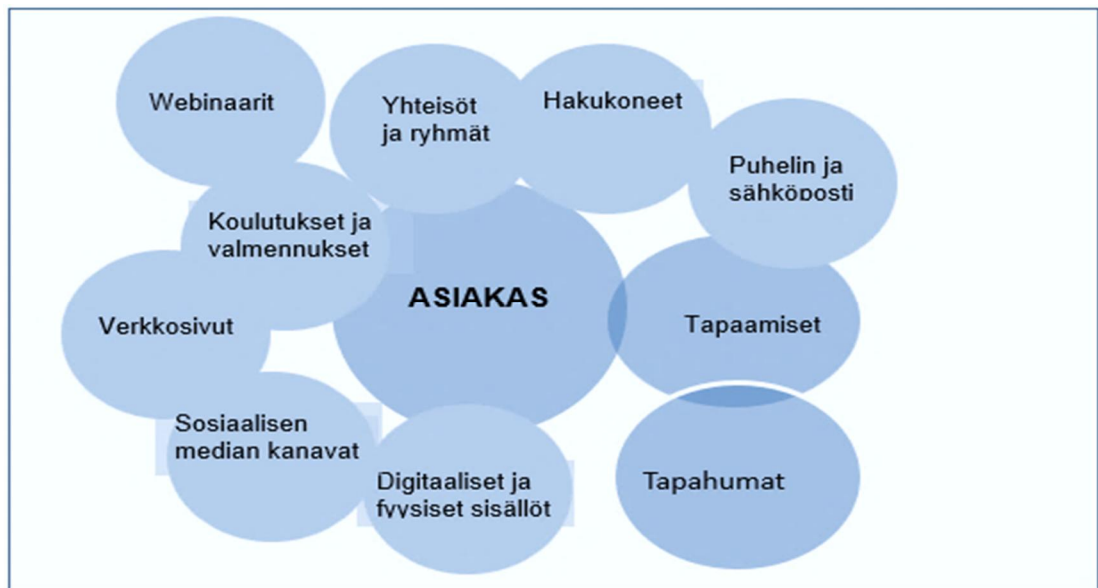 Webinaarit
Yhteisöt
ja ryhmät
Hakukoneet
Puhelin ja
sähköposti
Koulutukset ja
valmennukset
ASIAKAS
Verkkosivut
Tapaamiset
Sosiaalisen
median kanavat
Digitaaliset ja
fyysiset sisällöt
Tapahumat